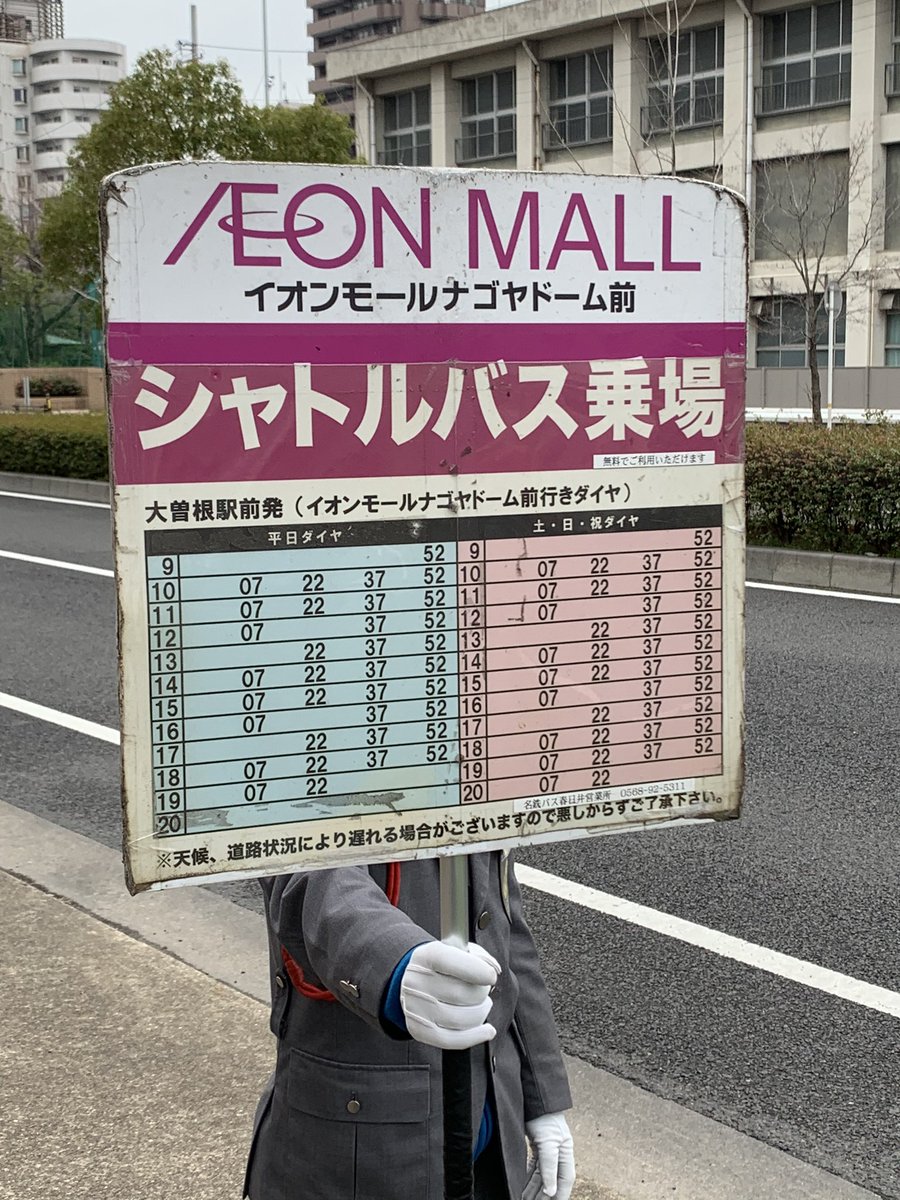 ÆON MALL
イオンモールナゴヤドーム前
シャトルバス乗場
無料でご利用いただけます
大曽根駅前発（イオンモールナゴヤドーム前行きダイヤ）
平日ダイヤ 土・日・祝ダイヤ
9 52 9 52
10 07 22 37 52 10 07 22 37 52
11 07 22 37 52 11 07 22 37 52
12 07 37 52 12 07 37 52
13 22 37 52 13 22 37 52
14 07 22 37 52 14 07 22 37 52
15 07 22 37 52 15 07 22 37 52
16 07 37 52 16 07 37 52
17 22 37 52 17 22 37 52
18 07 22 37 52 18 07 22 37 52
19 07 22 19 07 22 37 52
20 20 07 22
名鉄バス春日井営業所 0568-92-5311
※天候、道路状況により遅れる場合がございますので悪しからずご了承下さい。